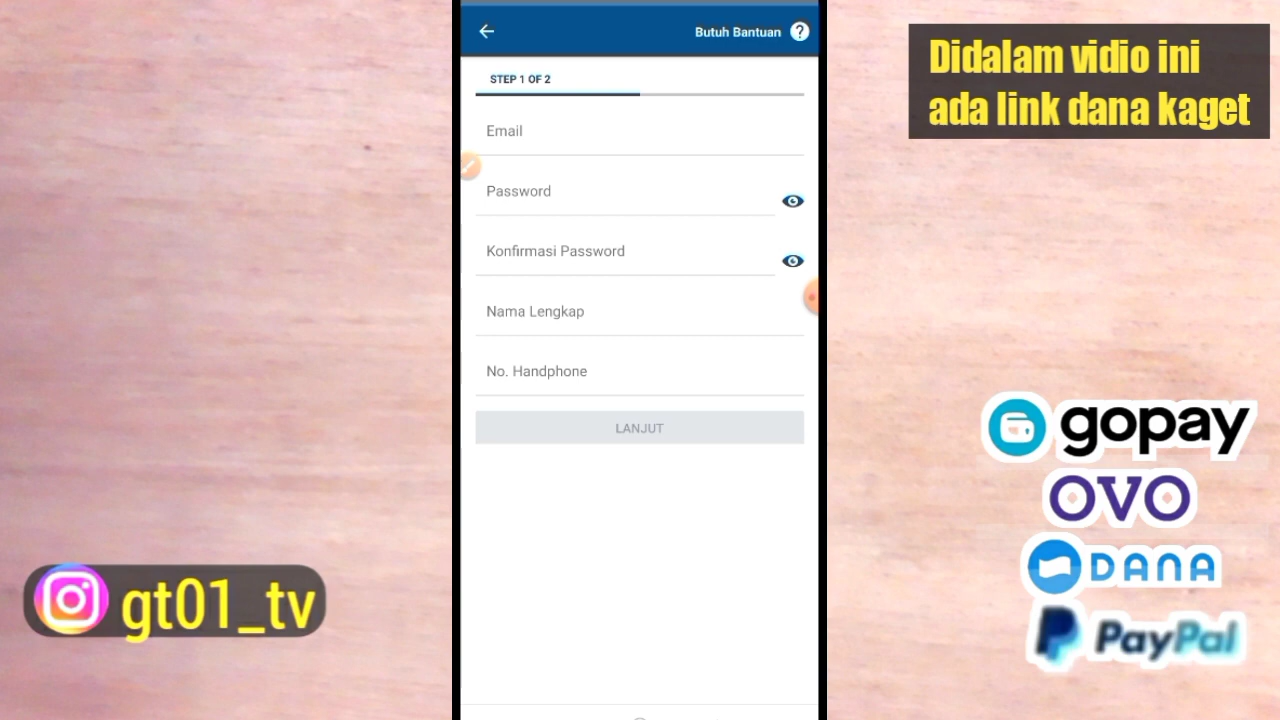 Butuh Bantuan ?
STEP 1 OF 2
Email
Password
Konfirmasi Password
Nama Lengkap
No. Handphone
LANJUT
Didalam vidio ini
ada link dana kaget
gopay
OVO
DANA
PayPal
gt01_tv